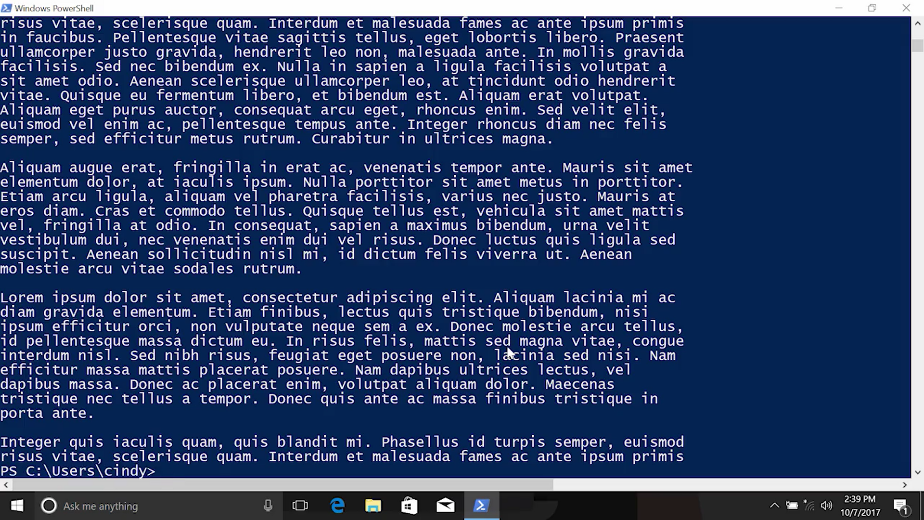 Windows PowerShell
risus vitae, scelerisque quam. Interdum et malesuada fames ac ante ipsum primis
in faucibus. Pellentesque vitae sagittis tellus, eget lobortis libero. Praesent
ullamcorper justo gravida, hendrerit leo non, malesuada ante. In mollis gravida
facilisis. Sed nec bibendum ex. Nulla in sapien a ligula facilisis volutpat a
sit amet odio. Aenean scelerisque ullamcorper leo, at tincidunt odio hendrerit
vitae. Quisque eu fermentum libero, et bibendum est. Aliquam erat volutpat.
Aliquam eget purus auctor, consequat arcu eget, rhoncus enim. Sed velit elit,
euismod vel enim ac, pellentesque tempus ante. Integer rhoncus diam nec felis
semper, sed efficitur metus rutrum. Curabitur in ultrices magna.
Aliquam augue erat, fringilla in erat ac, venenatis tempor ante. Mauris sit amet
elementum dolor, at iaculis ipsum. Nulla porttitor sit amet metus in porttitor.
Etiam arcu ligula, aliquam vel pharetra facilisis, varius nec justo. Mauris at
eros diam. Cras et commodo tellus. Quisque tellus est, vehicula sit amet mattis
vel, fringilla at odio. In consequat, sapien a maximus bibendum, urna velit
vestibulum dui, nec venenatis enim dui vel risus. Donec luctus quis ligula sed
suscipit. Aenean sollicitudin nisl mi, id dictum felis viverra ut. Aenean
molestie arcu vitae sodales rutrum.
Lorem ipsum dolor sit amet, consectetur adipiscing elit. Aliquam lacinia mi ac
diam gravida elementum. Etiam finibus, lectus quis tristique bibendum, nisi
ipsum efficitur orci, non vulputate neque sem a ex. Donec molestie arcu tellus,
id pellentesque massa dictum eu. In risus felis, mattis sed magna vitae, congue
interdum nisl. Sed nibh risus, feugiat eget posuere non, lacinia sed nisi. Nam
efficitur massa mattis placerat posuere. Nam dapibus ultrices lectus, vel
dapibus massa. Donec ac placerat enim, volutpat aliquam dolor. Maecenas
tristique nec tellus a tempor. Donec quis ante ac massa finibus tristique in
porta ante.
Integer quis iaculis quam, quis blandit mi. Phasellus id turpis semper, euismod
risus vitae, scelerisque quam. Interdum et malesuada fames ac ante ipsum primis
PS C:\Users\cindy>
Ask me anything
2:39 PM
10/7/2017
1